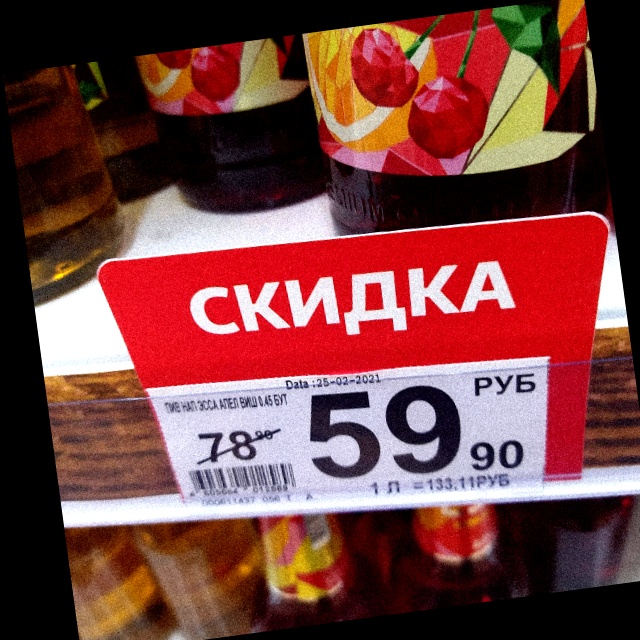 СКИДКА
Data :25-02-2021
ПИВ НАП ЭССА АПЕЛ ВИШ 0.45 БУТ
78 90
59 90
РУБ
1 Л =133,11РУБ